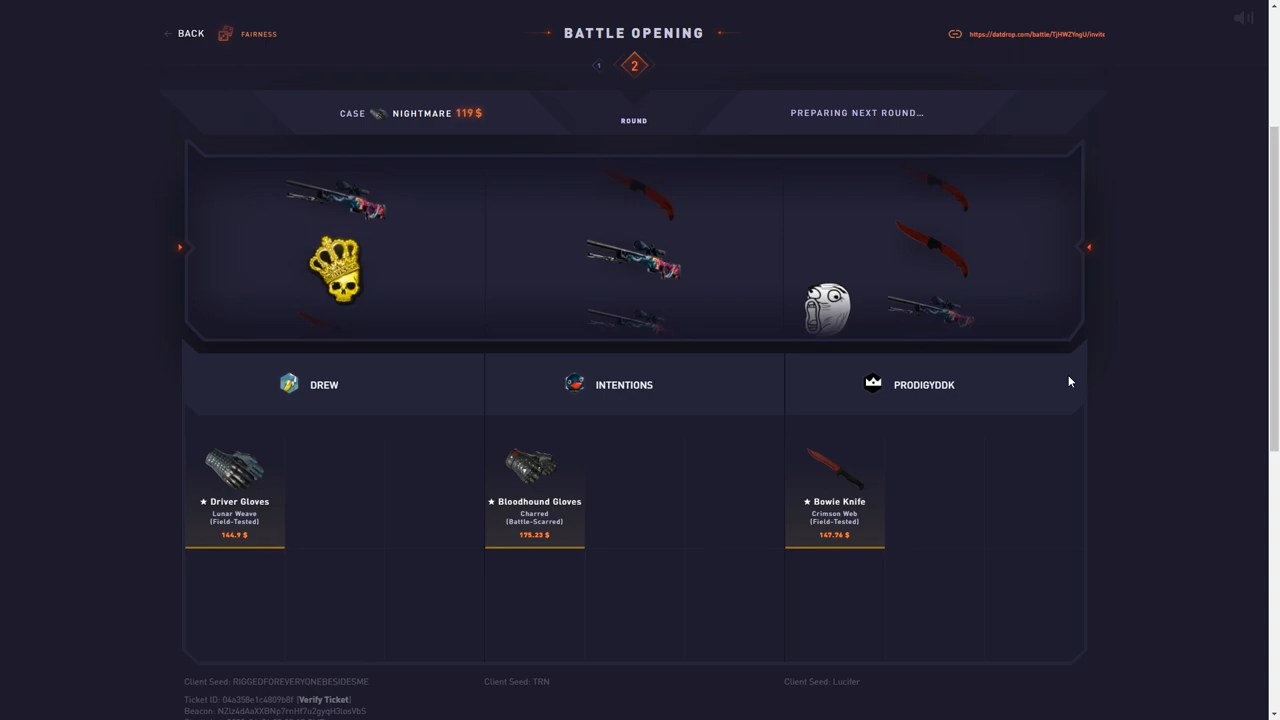 ← BACK
FAIRNESS
BATTLE OPENING
https://datdrop.com/battle/TjHWZYngU/invite
1
2
CASE NIGHTMARE 119 $
ROUND
PREPARING NEXT ROUND...
DREW
INTENTIONS
PRODIGYDDK
★ Driver Gloves
Lunar Weave
(Field-Tested)
144.9 $
★ Bloodhound Gloves
Charred
(Battle-Scarred)
175.23 $
★ Bowie Knife
Crimson Web
(Field-Tested)
147.76 $
Client Seed: RIGGEDFOREVERYONEBESIDESME
Client Seed: TRN
Client Seed: Lucifer
Ticket ID: 04a358e1c4809b8f [Verify Ticket]
Beacon: NZlz4dAaXXBNp7rnHf7u2gyqH3losVbS